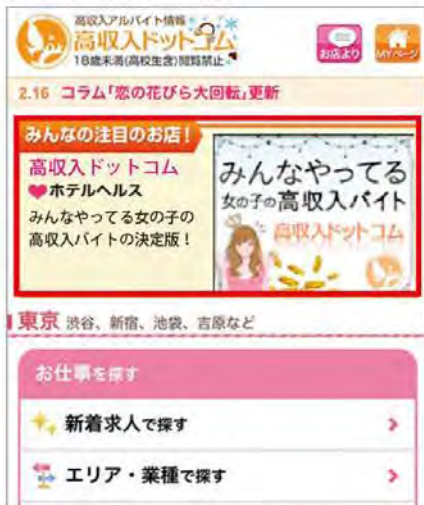 高収入アルバイト情報
高収入ドットコム
18歳未満(高校生含)閲覧禁止
お店より
MYページ
2.16 コラム「恋の花びら大回転」更新
みんなの注目のお店!
高収入ドットコム
ホテルヘルス
みんなやってる女の子の
高収入バイトの決定版!
みんなやってる
女の子の高収入バイト
高収入ドットコム
東京 渋谷、新宿、池袋、吉原など
お仕事を探す
新着求人で探す
エリア・業種で探す